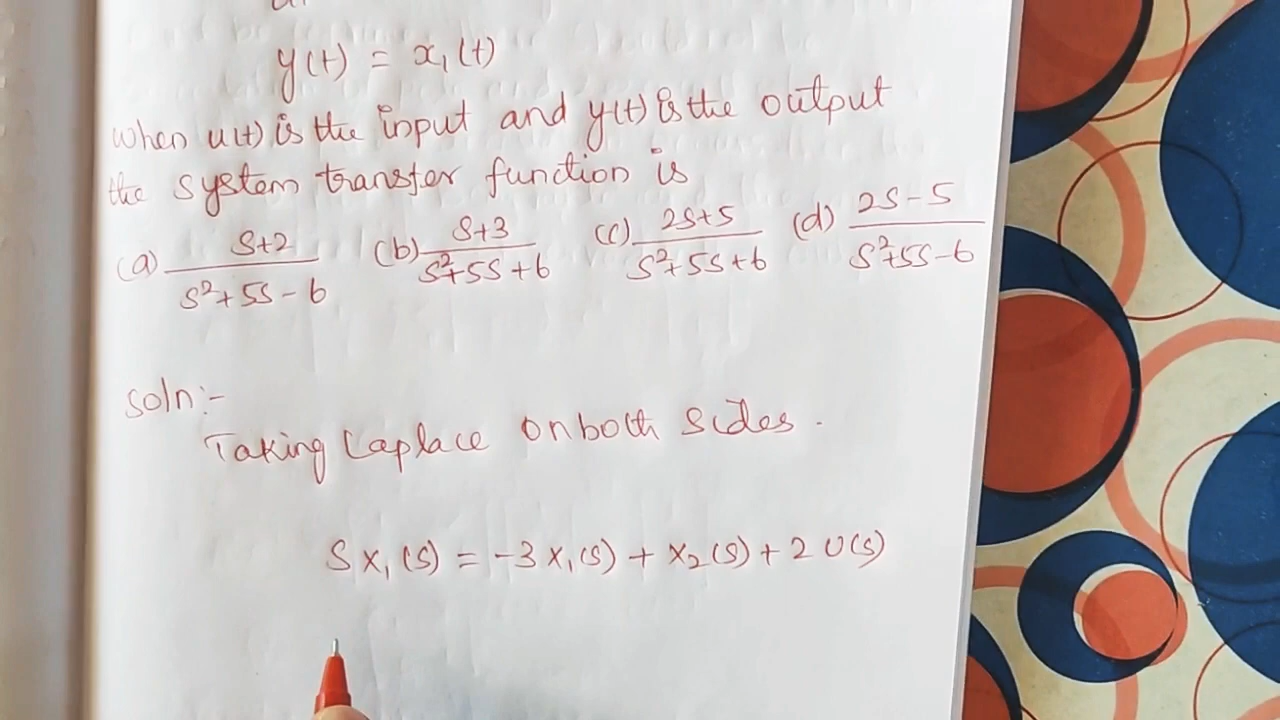 y(t) = x₁(t)
when u(t) is the input and y(t) is the output
the system transfer function is
(a) S+2 / S²+5S-6 (b) S+3 / S²+5S+6 (c) 2S+5 / S²+5S+6 (d) 2S-5 / S²+5S-6
Soln:-
Taking Laplace on both sides.
S X₁(S) = -3 X₁(S) + X₂(S) + 2 U(S)